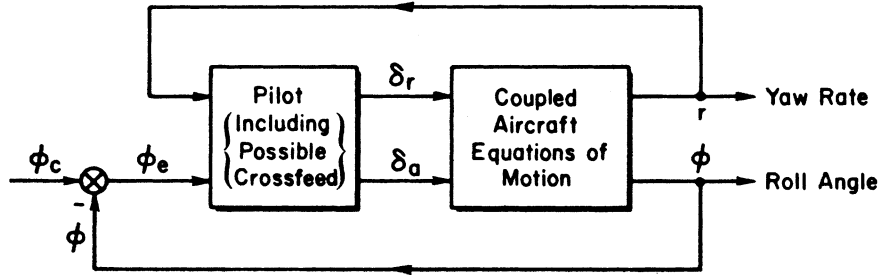 Pilot
(Including
Possible
Crossfeed)
δr
δa
Coupled
Aircraft
Equations of
Motion
r
Yaw Rate
ϕ
Roll Angle
ϕc
ϕe
-
ϕ